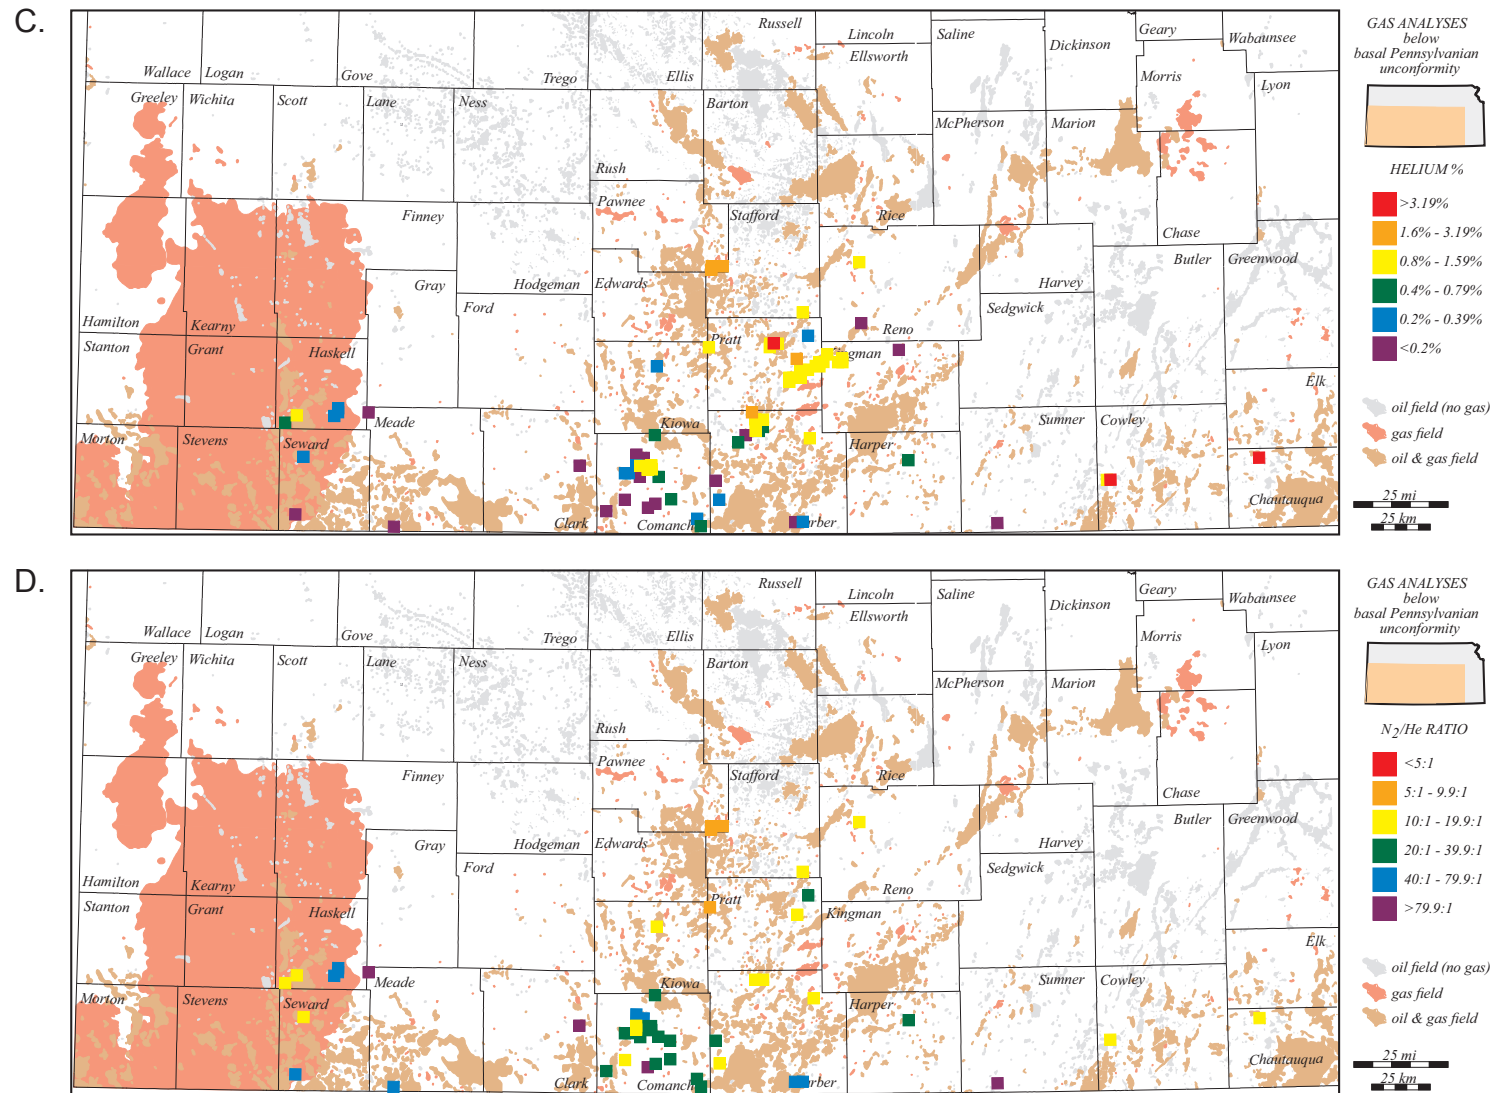 C.
Russell
Lincoln
Saline
Geary
Wabaunsee
Dickinson
Ellsworth
Wallace
Logan
Gove
Trego
Ellis
Morris
Lyon
Greeley
Wichita
Scott
Lane
Ness
Barton
McPherson
Marion
Rush
Pawnee
Finney
Stafford
Rice
Chase
Butler
Greenwood
Hamilton
Kearny
Gray
Hodgeman
Edwards
Ford
Harvey
Sedgwick
Reno
Stanton
Grant
Haskell
Pratt
gman
Elk
Morton
Stevens
Seward
Meade
Kiowa
Harper
Sumner
Cowley
Clark
Comanch
rber
Chautauqua
GAS ANALYSES
below
basal Pennsylvanian
unconformity
HELIUM %
>3.19%
1.6% - 3.19%
0.8% - 1.59%
0.4% - 0.79%
0.2% - 0.39%
<0.2%
oil field (no gas)
gas field
oil & gas field
25 mi
25 km
D.
Russell
Lincoln
Saline
Geary
Wabaunsee
Dickinson
Ellsworth
Wallace
Logan
Gove
Trego
Ellis
Morris
Lyon
Greeley
Wichita
Scott
Lane
Ness
Barton
McPherson
Marion
Rush
Pawnee
Finney
Stafford
Rice
Chase
Butler
Greenwood
Hamilton
Kearny
Gray
Hodgeman
Edwards
Ford
Harvey
Sedgwick
Reno
Stanton
Grant
Haskell
Pratt
Kingman
Elk
Morton
Stevens
Seward
Meade
Kiowa
Harper
Sumner
Cowley
Clark
Comanch
rber
Chautauqua
GAS ANALYSES
below
basal Pennsylvanian
unconformity
N2/He RATIO
<5:1
5:1 - 9.9:1
10:1 - 19.9:1
20:1 - 39.9:1
40:1 - 79.9:1
>79.9:1
oil field (no gas)
gas field
oil & gas field
25 mi
25 km